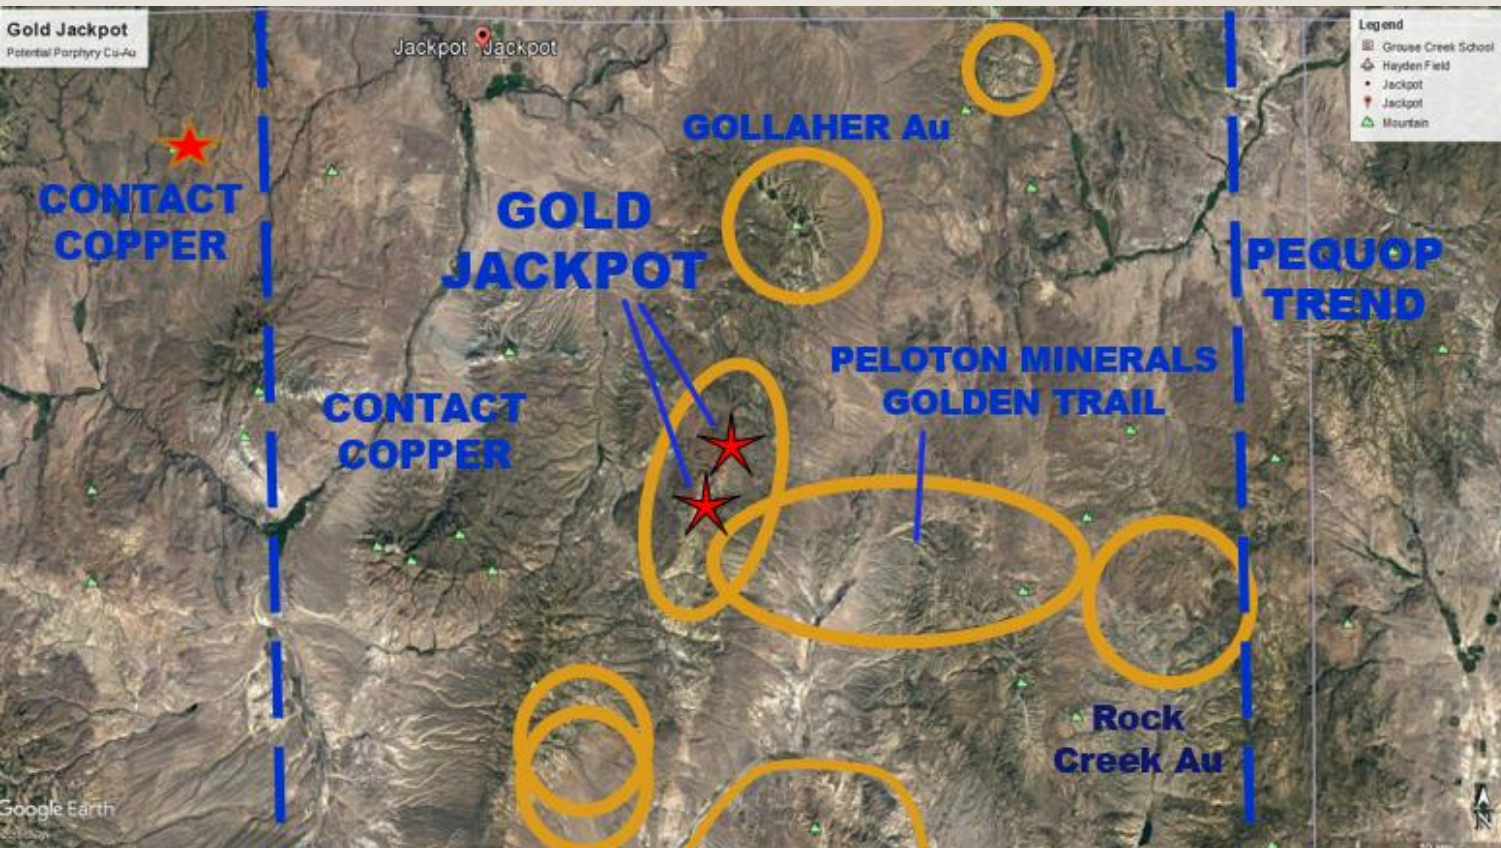 Gold Jackpot
Potential Porphyry Cu-Au
Jackpot Jackpot
Legend
Grouse Creek School
Hayden Field
Jackpot
Jackpot
Mountain
GOLLAHER Au
CONTACT
COPPER
GOLD
JACKPOT
PEQUOP
TREND
PELOTON MINERALS
GOLDEN TRAIL
CONTACT
COPPER
Rock
Creek Au
Google Earth
N